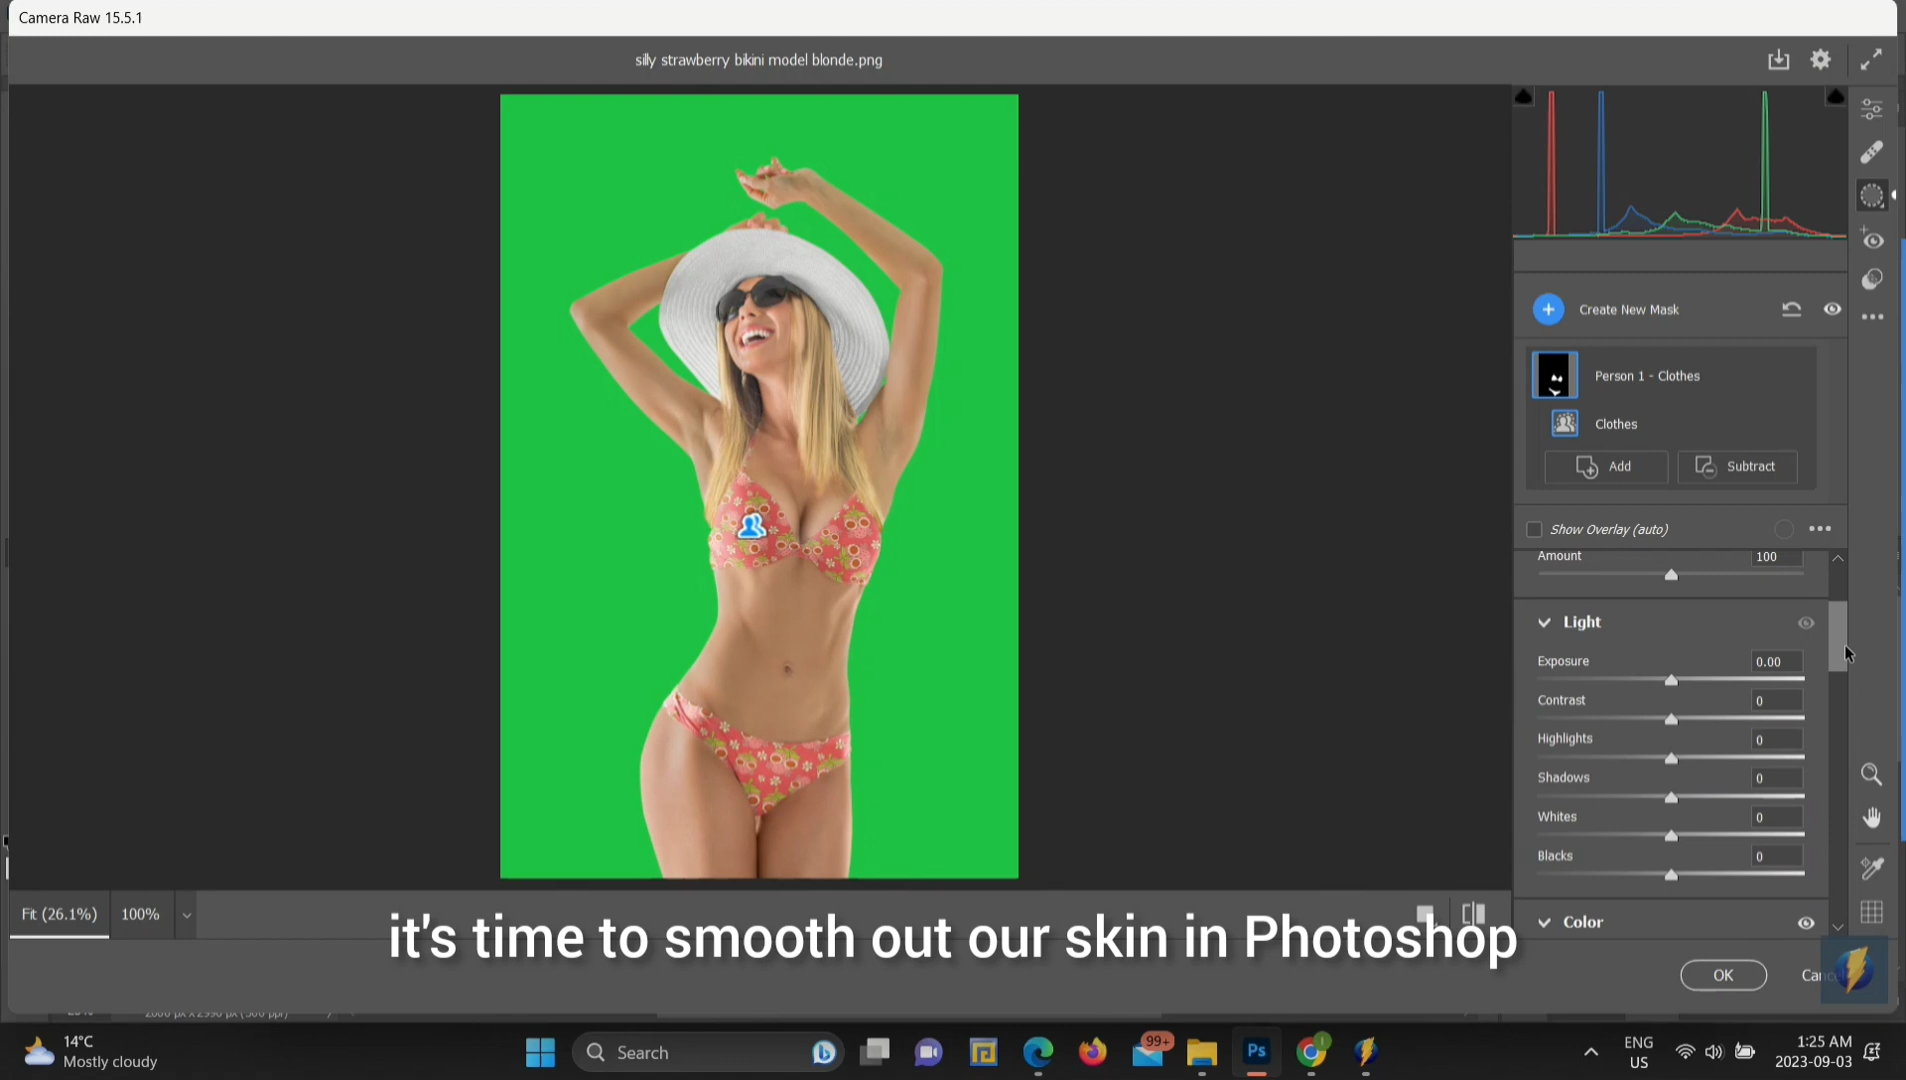 Camera Raw 15.5.1
silly strawberry bikini model blonde.png
Create New Mask
Person 1 - Clothes
Clothes
Add
Subtract
Show Overlay (auto)
Amount
100
Light
Exposure
0.00
Contrast
0
Highlights
0
Shadows
0
Whites
0
Blacks
0
Color
Fit (26.1%)
100%
it's time to smooth out our skin in Photoshop
OK
14°C
Mostly cloudy
Search
99+
Ps
ENG
US
1:25 AM
2023-09-03